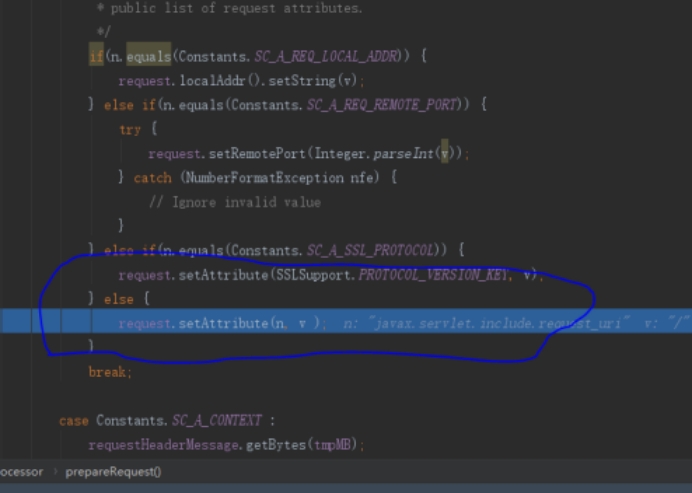 * public list of request attributes.
*/
if(n.equals(Constants.SC_A_REQ_LOCAL_ADDR)) {
request.localAddr().setString(v);
} else if(n.equals(Constants.SC_A_REQ_REMOTE_PORT)) {
try {
request.setRemotePort(Integer.parseInt(v));
} catch (NumberFormatException nfe) {
// Ignore invalid value
}
} else if(n.equals(Constants.SC_A_SSL_PROTOCOL)) {
request.setAttribute(SSLSupport.PROTOCOL_VERSION_KEY, v);
} else {
request.setAttribute(n, v ); n: "javax.servlet.include.request_uri" v: "/"
}
break;
case Constants.SC_A_CONTEXT :
requestHeaderMessage.getBytes(tmpMB);
ocessor › prepareRequest()